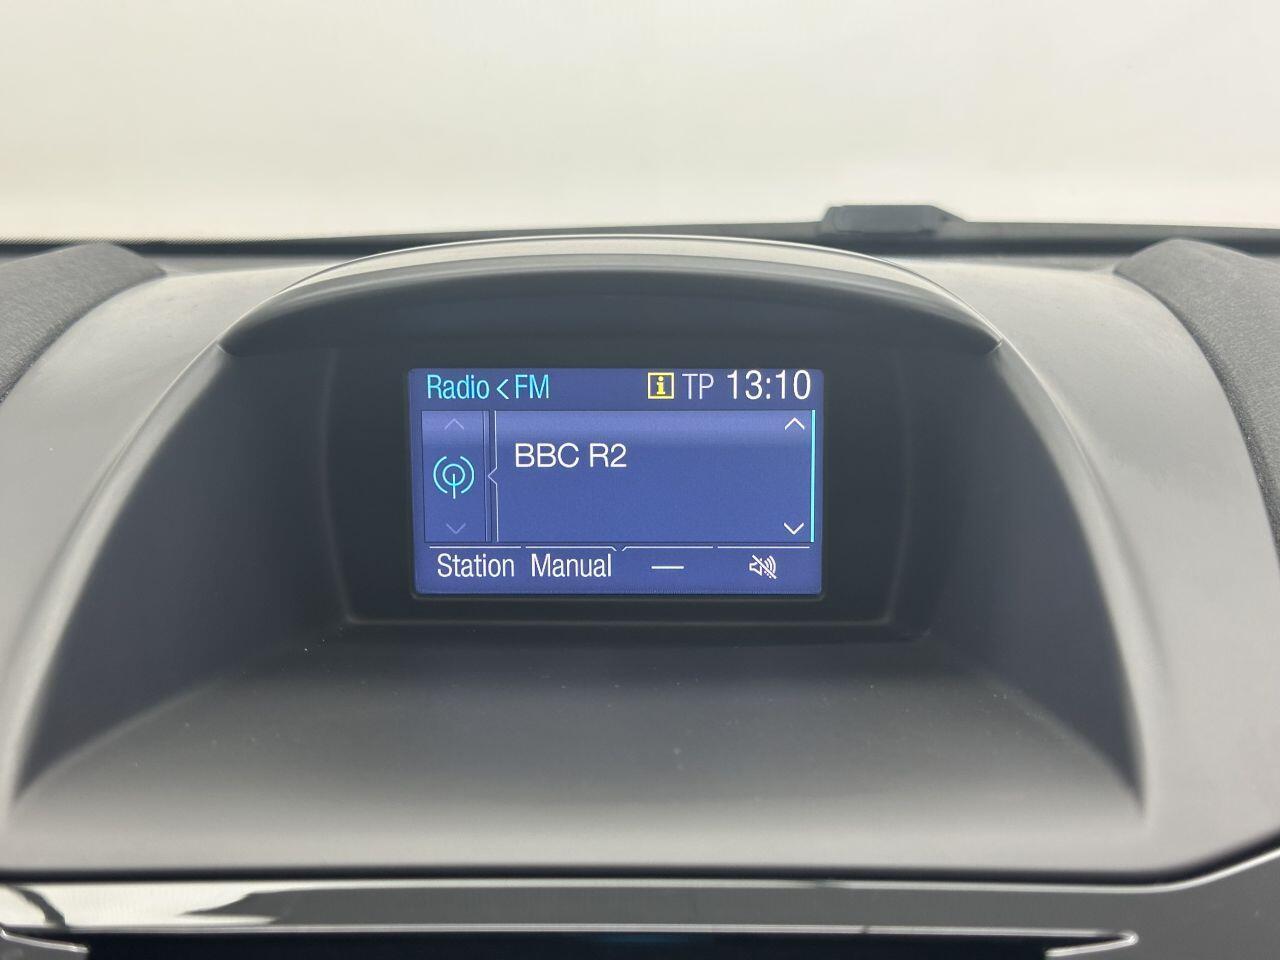 Radio < FM i TP 13:10
BBC R2
Station Manual —